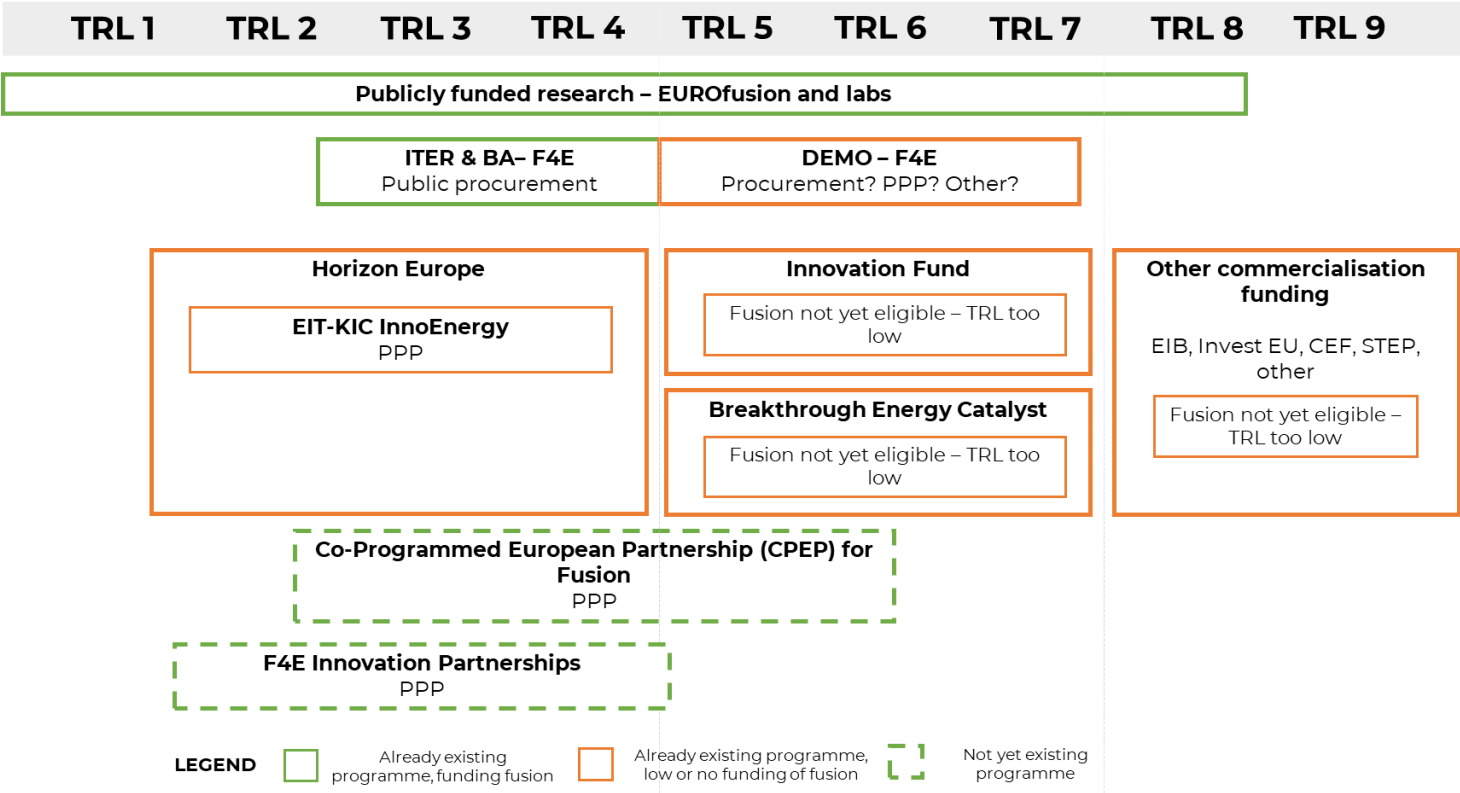 TRL 1 TRL 2 TRL 3 TRL 4 TRL 5 TRL 6 TRL 7 TRL 8 TRL 9
Publicly funded research – EUROfusion and labs
ITER & BA– F4E
Public procurement
DEMO – F4E
Procurement? PPP? Other?
Horizon Europe
EIT-KIC InnoEnergy
PPP
Innovation Fund
Fusion not yet eligible – TRL too
low
Breakthrough Energy Catalyst
Fusion not yet eligible – TRL too
low
Other commercialisation
funding
EIB, Invest EU, CEF, STEP,
other
Fusion not yet eligible –
TRL too low
Co-Programmed European Partnership (CPEP) for
Fusion
PPP
F4E Innovation Partnerships
PPP
LEGEND
Already existing
programme, funding fusion
Already existing programme,
low or no funding of fusion
Not yet existing
programme